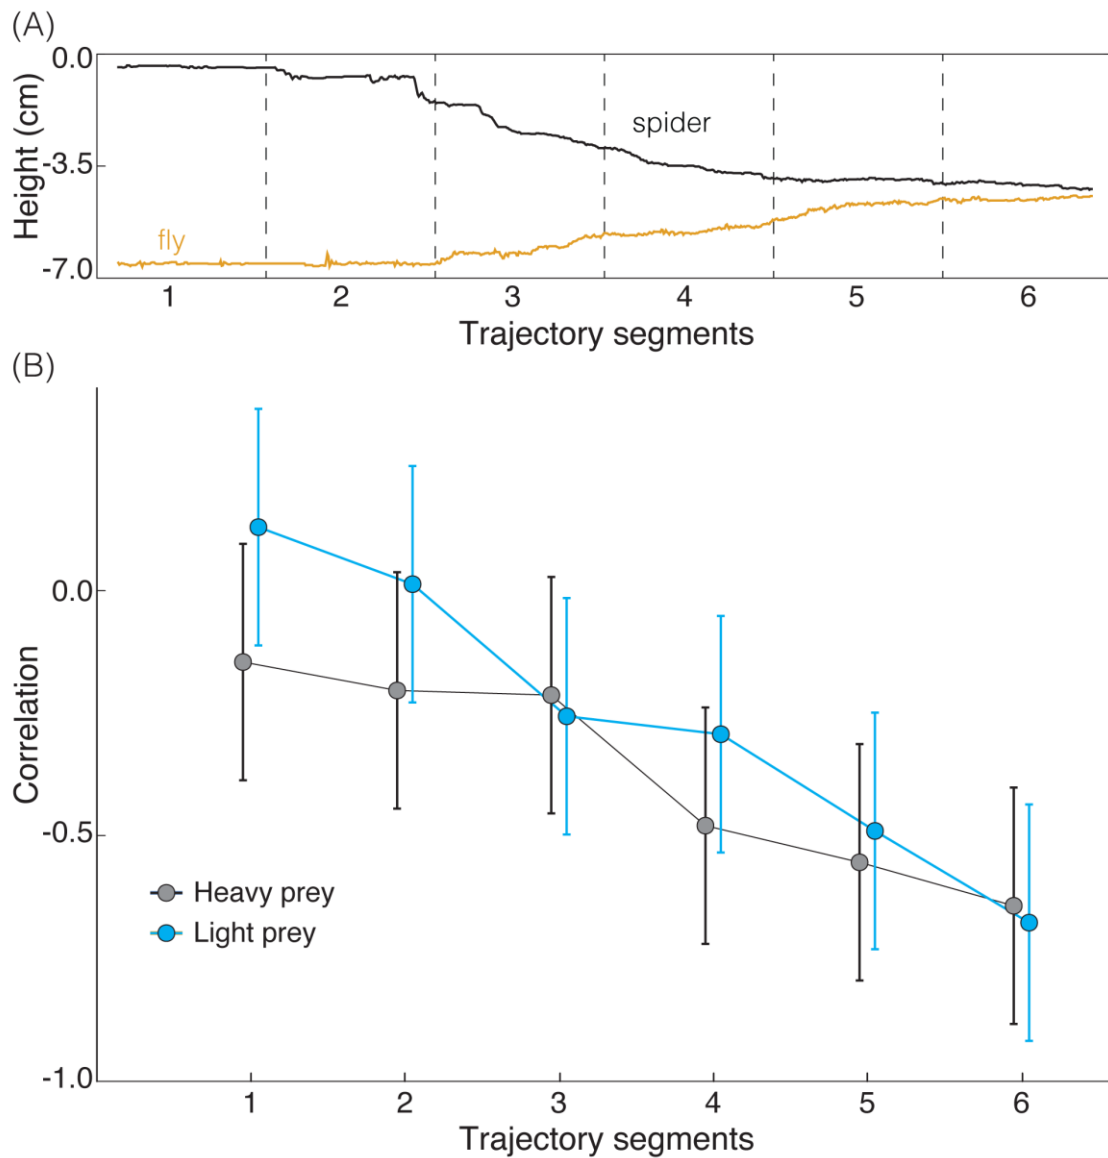 (A)
0.0
-3.5
-7.0
Height (cm)
spider
fly
1 2 3 4 5 6
Trajectory segments
(B)
0.0
-0.5
-1.0
Correlation
Heavy prey
Light prey
1 2 3 4 5 6
Trajectory segments